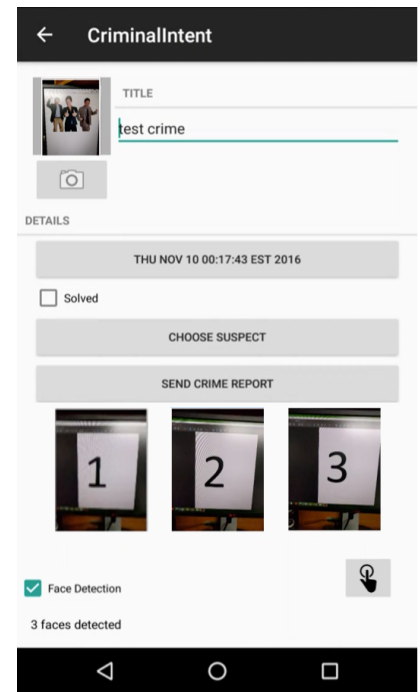 CriminalIntent
TITLE
test crime
DETAILS
THU NOV 10 00:17:43 EST 2016
Solved
CHOOSE SUSPECT
SEND CRIME REPORT
1 2 3
Face Detection
3 faces detected